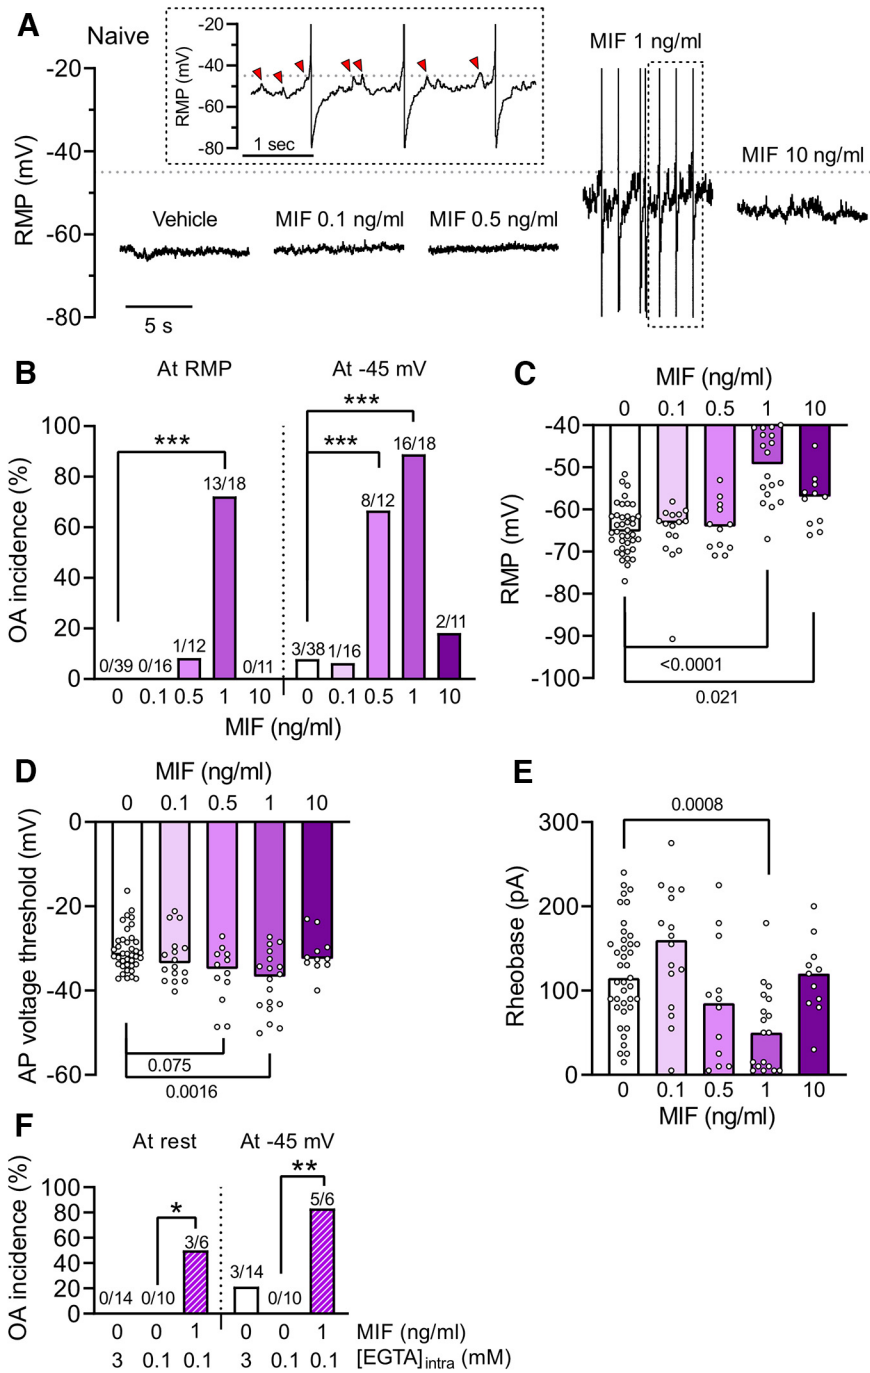 A
Naive
MIF 1 ng/ml
-20
-40
-60
-80
RMP (mV)
1 sec
-20
-40
-60
-80
RMP (mV)
MIF 10 ng/ml
Vehicle
MIF 0.1 ng/ml
MIF 0.5 ng/ml
5 s
B
At RMP
At -45 mV
OA incidence (%)
100
80
60
40
20
0
***
***
***
0/39
0/16
1/12
13/18
0/11
3/38
1/16
8/12
16/18
2/11
0 0.1 0.5 1 10
0 0.1 0.5 1 10
MIF (ng/ml)
C
MIF (ng/ml)
0 0.1 0.5 1 10
-40
-50
-60
-70
-80
-90
-100
RMP (mV)
<0.0001
0.021
D
MIF (ng/ml)
0 0.1 0.5 1 10
0
-20
-40
-60
AP voltage threshold (mV)
0.075
0.0016
E
0.0008
300
200
100
0
Rheobase (pA)
0 0.1 0.5 1 10
MIF (ng/ml)
F
At rest
At -45 mV
OA incidence (%)
100
80
60
40
20
0
*
**
0/14
0/10
3/6
3/14
0/10
5/6
0 0 1 0 0 1 MIF (ng/ml)
3 0.1 0.1 3 0.1 0.1 [EGTA]intra (mM)